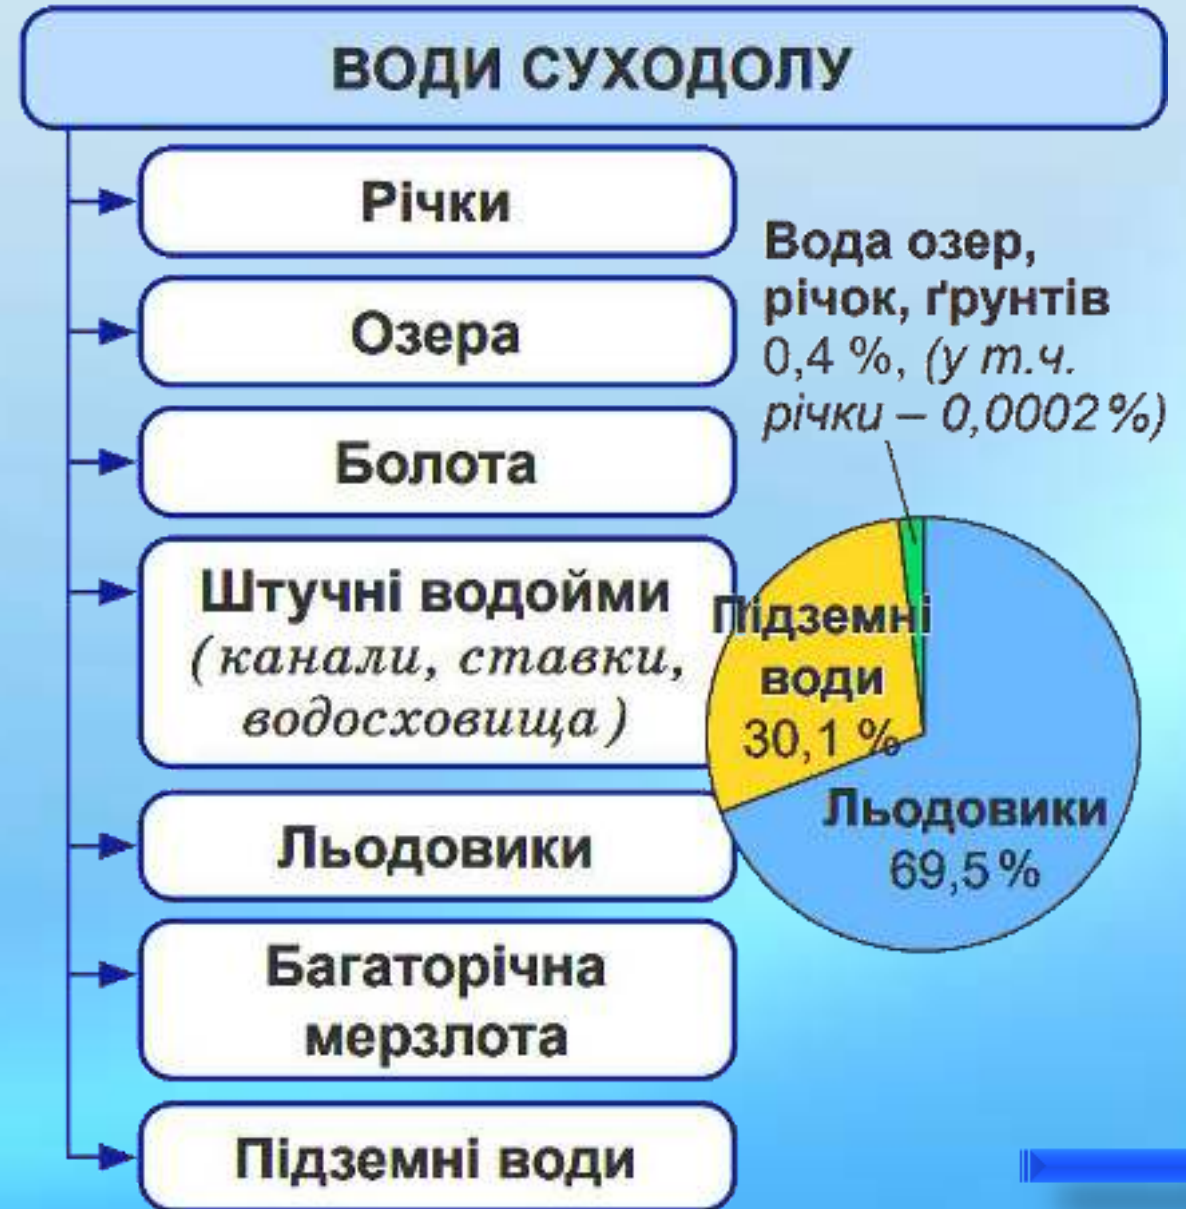 ВОДИ СУХОДОЛУ
Річки
Озера
Болота
Штучні водойми
(канали, ставки,
водосховища)
Льодовики
Багаторічна
мерзлота
Підземні води
Вода озер,
річок, ґрунтів
0,4 %, (у т.ч.
річки – 0,0002 %)
Підземні
води
30,1 %
Льодовики
69,5 %